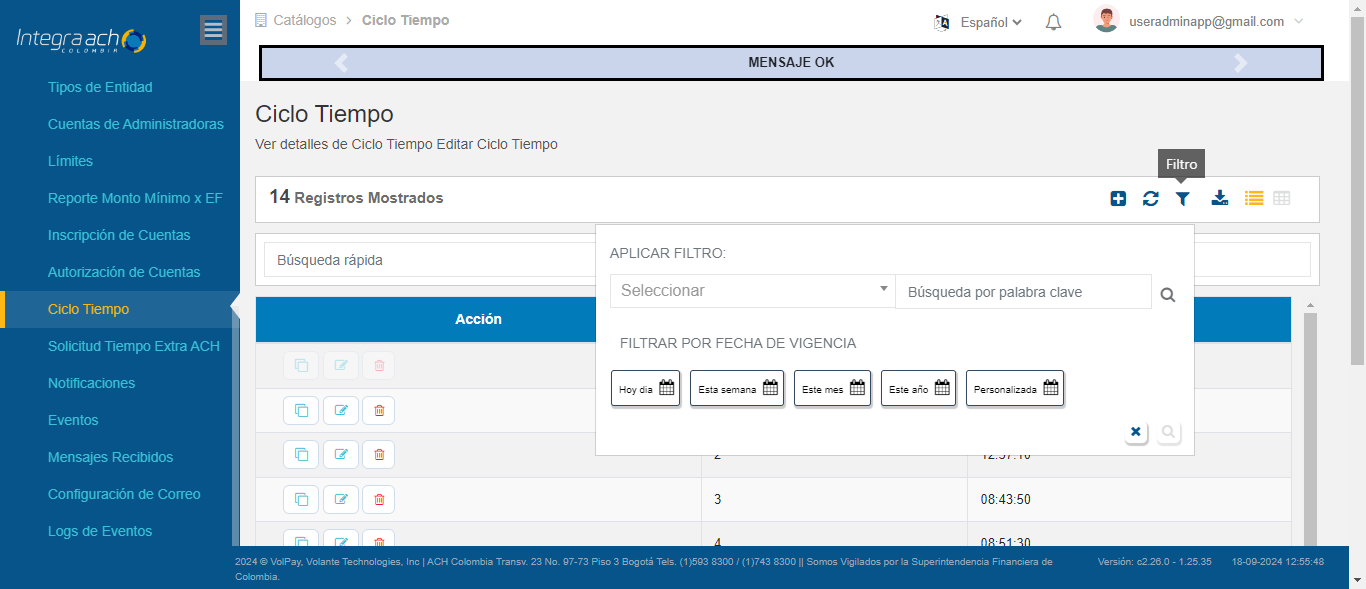 Integra ach
COLOMBIA
Catálogos > Ciclo Tiempo
Español
useradminapp@gmail.com
MENSAJE OK
Tipos de Entidad
Cuentas de Administradoras
Límites
Reporte Monto Mínimo x EF
Inscripción de Cuentas
Autorización de Cuentas
Ciclo Tiempo
Solicitud Tiempo Extra ACH
Notificaciones
Eventos
Mensajes Recibidos
Configuración de Correo
Logs de Eventos
Ciclo Tiempo
Ver detalles de Ciclo Tiempo Editar Ciclo Tiempo
Filtro
14 Registros Mostrados
Búsqueda rápida
APLICAR FILTRO:
Seleccionar
Búsqueda por palabra clave
FILTRAR POR FECHA DE VIGENCIA
Hoy dia
Esta semana
Este mes
Este año
Personalizada
Acción
2
3 08:43:50
4 08:51:30
2024 © VolPay, Volante Technologies, Inc | ACH Colombia Transv. 23 No. 97-73 Piso 3 Bogotá Tels. (1)593 8300 / (1)743 8300 || Somos Vigilados por la Superintendencia Financiera de
Colombia.
Versión: c2.26.0 - 1.25.35
18-09-2024 12:55:48